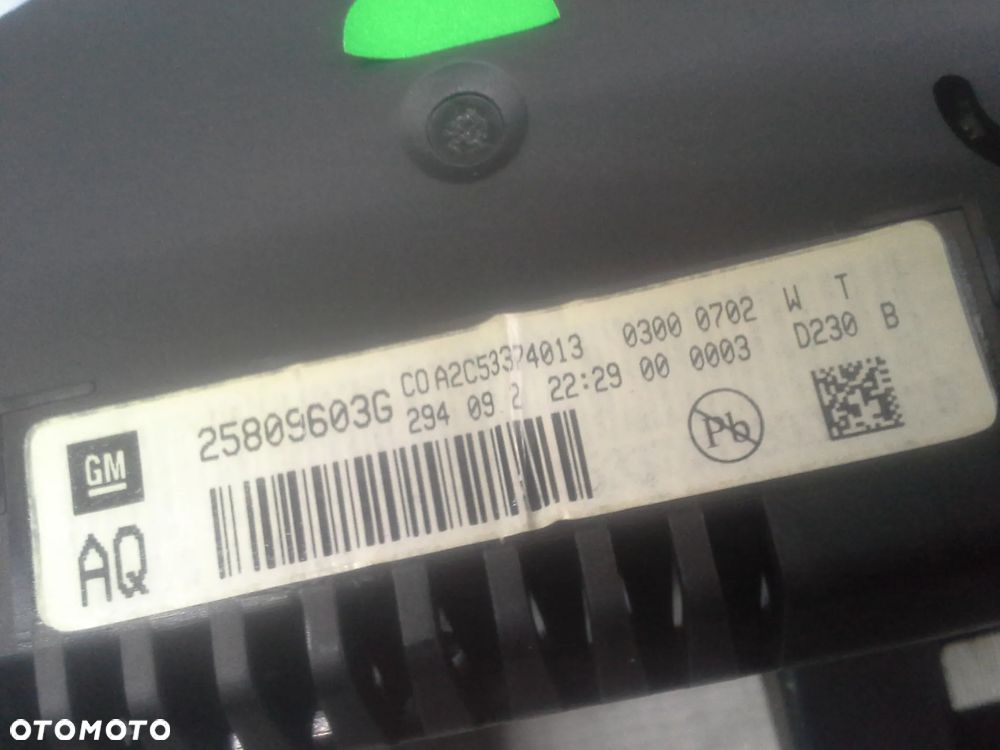 GM
AQ
25809603G
CO A2C53374013 0300 0702 W T
294 09.2 22:29 00 0003 D230 B
Pb
OTOMOTO